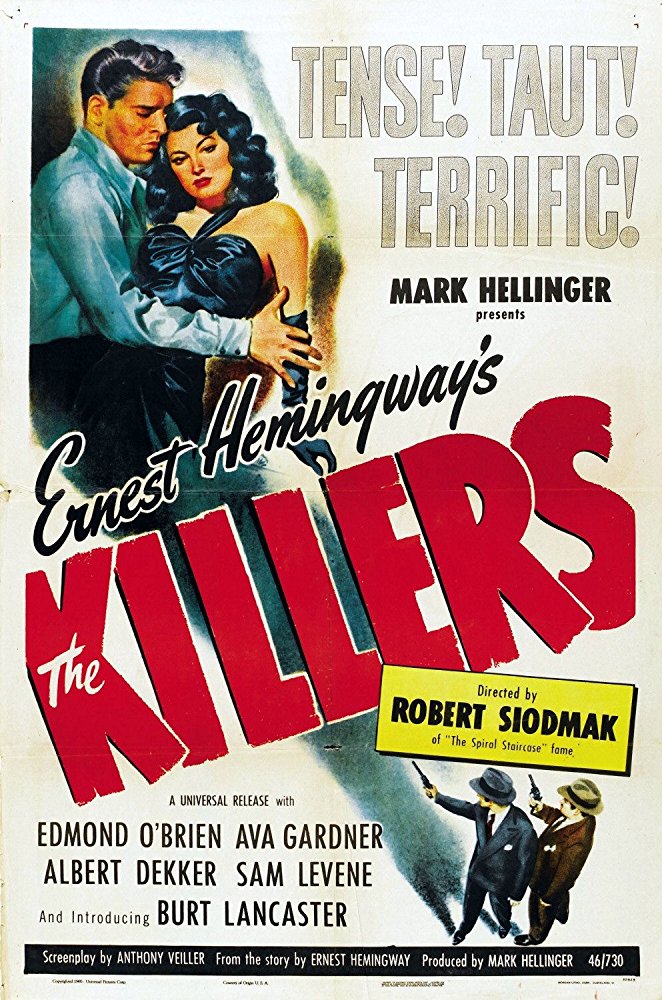 TENSE! TAUT!
TERRIFIC!
MARK HELLINGER
presents
Ernest Hemingway's
The KILLERS
Directed by
ROBERT SIODMAK
of "The Spiral Staircase" fame
A UNIVERSAL RELEASE with
EDMOND O'BRIEN AVA GARDNER
ALBERT DEKKER SAM LEVENE
And Introducing BURT LANCASTER
Screenplay by ANTHONY VEILLER From the story by ERNEST HEMINGWAY Produced by MARK HELLINGER 46/730
Country of Origin U.S.A.